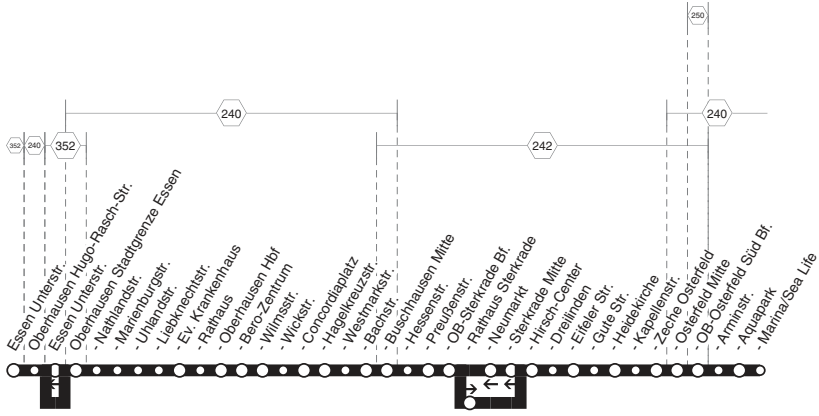 250
240
240
352
240
352
242
Essen Unterstr.
Oberhausen Hugo-Rasch-Str.
Essen Unterstr.
Oberhausen Stadtgrenze Essen
- Nathlandstr.
- Marienburgstr.
- Uhlandstr.
- Liebknechtstr.
- Ev. Krankenhaus
- Rathaus
- Oberhausen Hbf
- Bero-Zentrum
- Wilmsstr.
- Wickstr.
- Concordiaplatz
- Hagelkreuzstr.
- Westmarkstr.
- Bachstr.
- Buschhausen Mitte
- Hessenstr.
- Preußenstr.
- OB-Sterkrade Bf.
- Rathaus Sterkrade
- Neumarkt
- Sterkrade Mitte
- Hirsch-Center
- Dreilinden
- Eifeler Str.
- Gute Str.
- Heidekirche
- Kapellenstr.
- Zeche Osterfeld
- Osterfeld Mitte
- OB-Osterfeld Süd Bf.
- Arminstr.
- Aquapark
- Marina/Sea Life